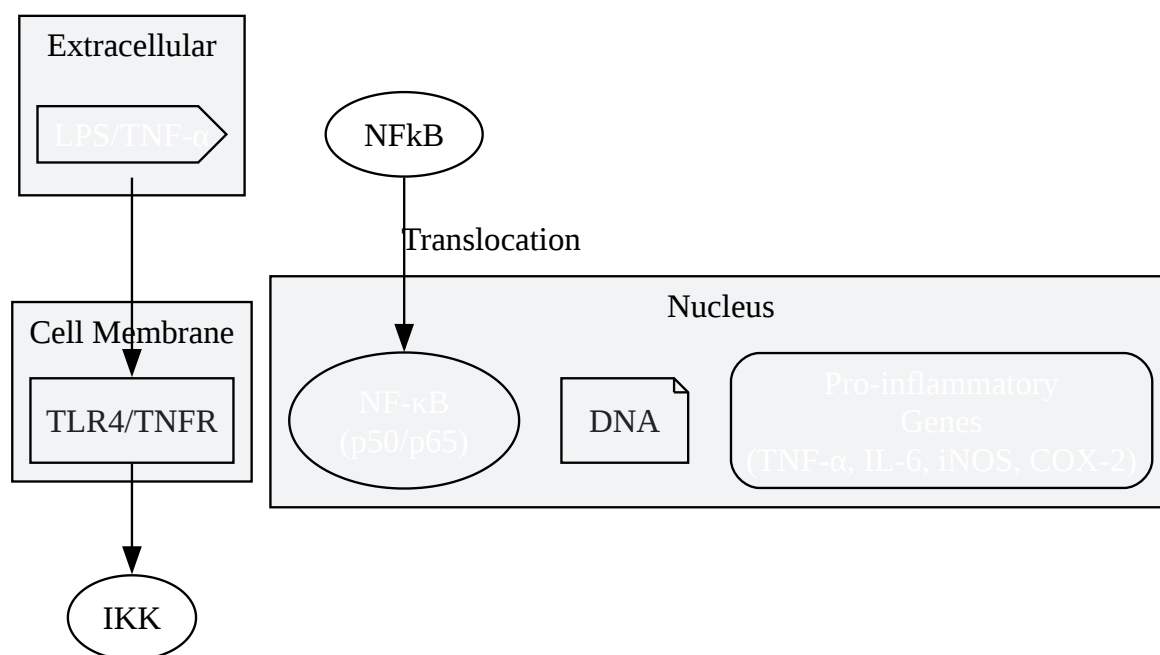 Extracellular
LPS/TNF-α
NFkB
Translocation
Cell Membrane
TLR4/TNFR
Nucleus
NF-κB
(p50/p65)
DNA
Pro-inflammatory
Genes
(TNF-α, IL-6, iNOS, COX-2)
IKK